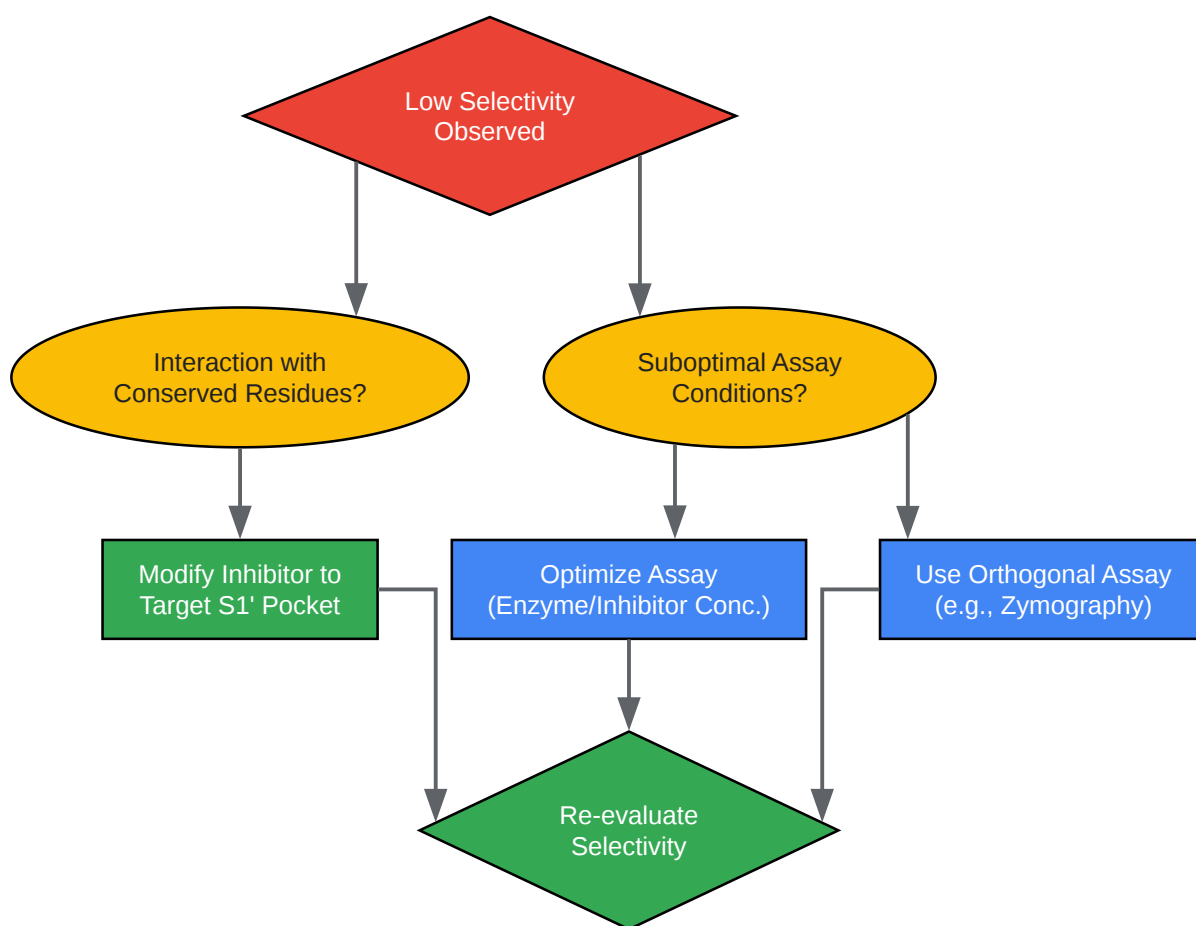 Low Selectivity
Observed
Interaction with
Conserved Residues?
Suboptimal Assay
Conditions?
Modify Inhibitor to
Target S1' Pocket
Optimize Assay
(Enzyme/Inhibitor Conc.)
Use Orthogonal Assay
(e.g., Zymography)
Re-evaluate
Selectivity